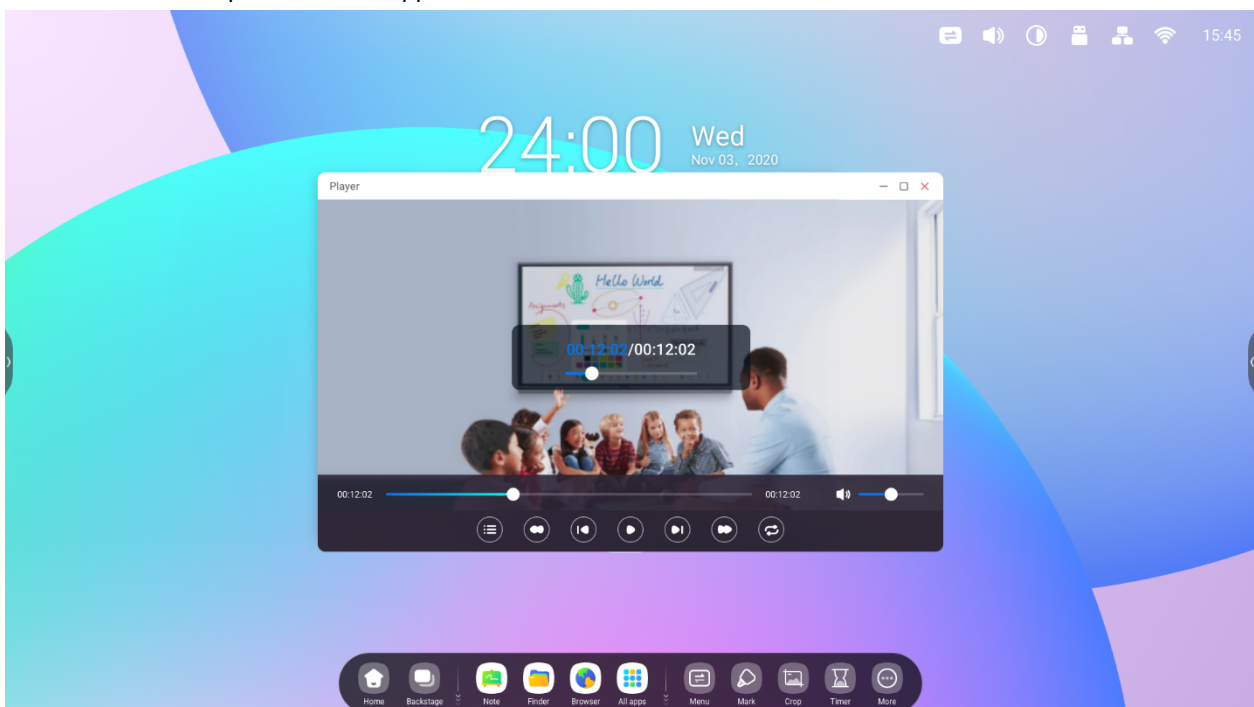 15:45
24:00
Wed
Nov 03, 2020
Player
Hello World
Assignments
00:12:02/00:12:02
00:12:02
00:12:02
Home
Backstage
Note
Finder
Browser
All apps
Menu
Mark
Crop
Timer
More